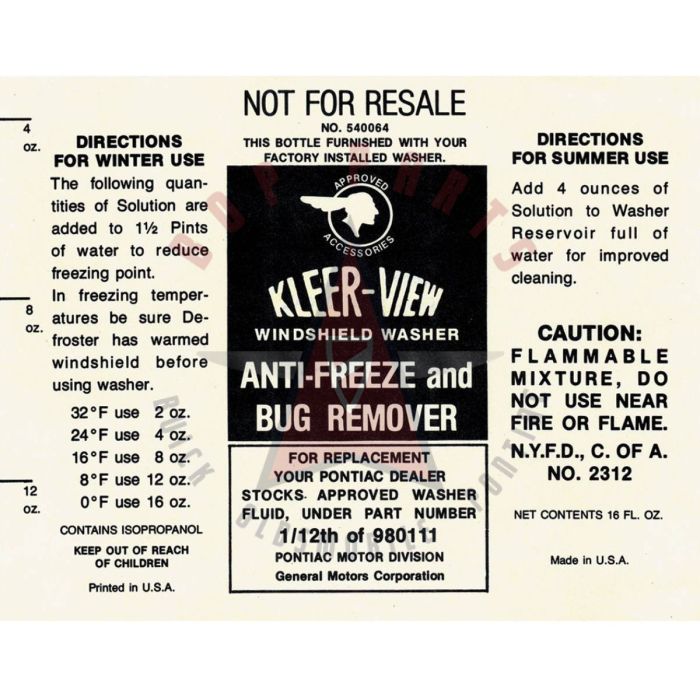 NOT FOR RESALE
NO. 540064
THIS BOTTLE FURNISHED WITH YOUR
FACTORY INSTALLED WASHER.
4
OZ.
8
OZ.
12
OZ.
DIRECTIONS
FOR WINTER USE
The following quan-
tities of Solution are
added to 1½ Pints
of water to reduce
freezing point.
In freezing temper-
atures be sure De-
froster has warmed
windshield before
using washer.
32°F use 2 oz.
24°F use 4 oz.
16°F use 8 oz.
8°F use 12 oz.
0°F use 16 oz.
CONTAINS ISOPROPANOL
KEEP OUT OF REACH
OF CHILDREN
Printed in U.S.A.
APPROVED
ACCESSORIES
KLEER-VIEW
WINDSHIELD WASHER
ANTI-FREEZE and
BUG REMOVER
FOR REPLACEMENT
YOUR PONTIAC DEALER
STOCKS APPROVED WASHER
FLUID, UNDER PART NUMBER
1/12th of 980111
PONTIAC MOTOR DIVISION
General Motors Corporation
DIRECTIONS
FOR SUMMER USE
Add 4 ounces of
Solution to Washer
Reservoir full of
water for improved
cleaning.
CAUTION:
FLAMMABLE
MIXTURE, DO
NOT USE NEAR
FIRE OR FLAME.
N.Y.F.D., C. OF A.
NO. 2312
NET CONTENTS 16 FL. OZ.
Made in U.S.A.
BOP PARTS
BUICK OLDSMOBILE PONTIAC